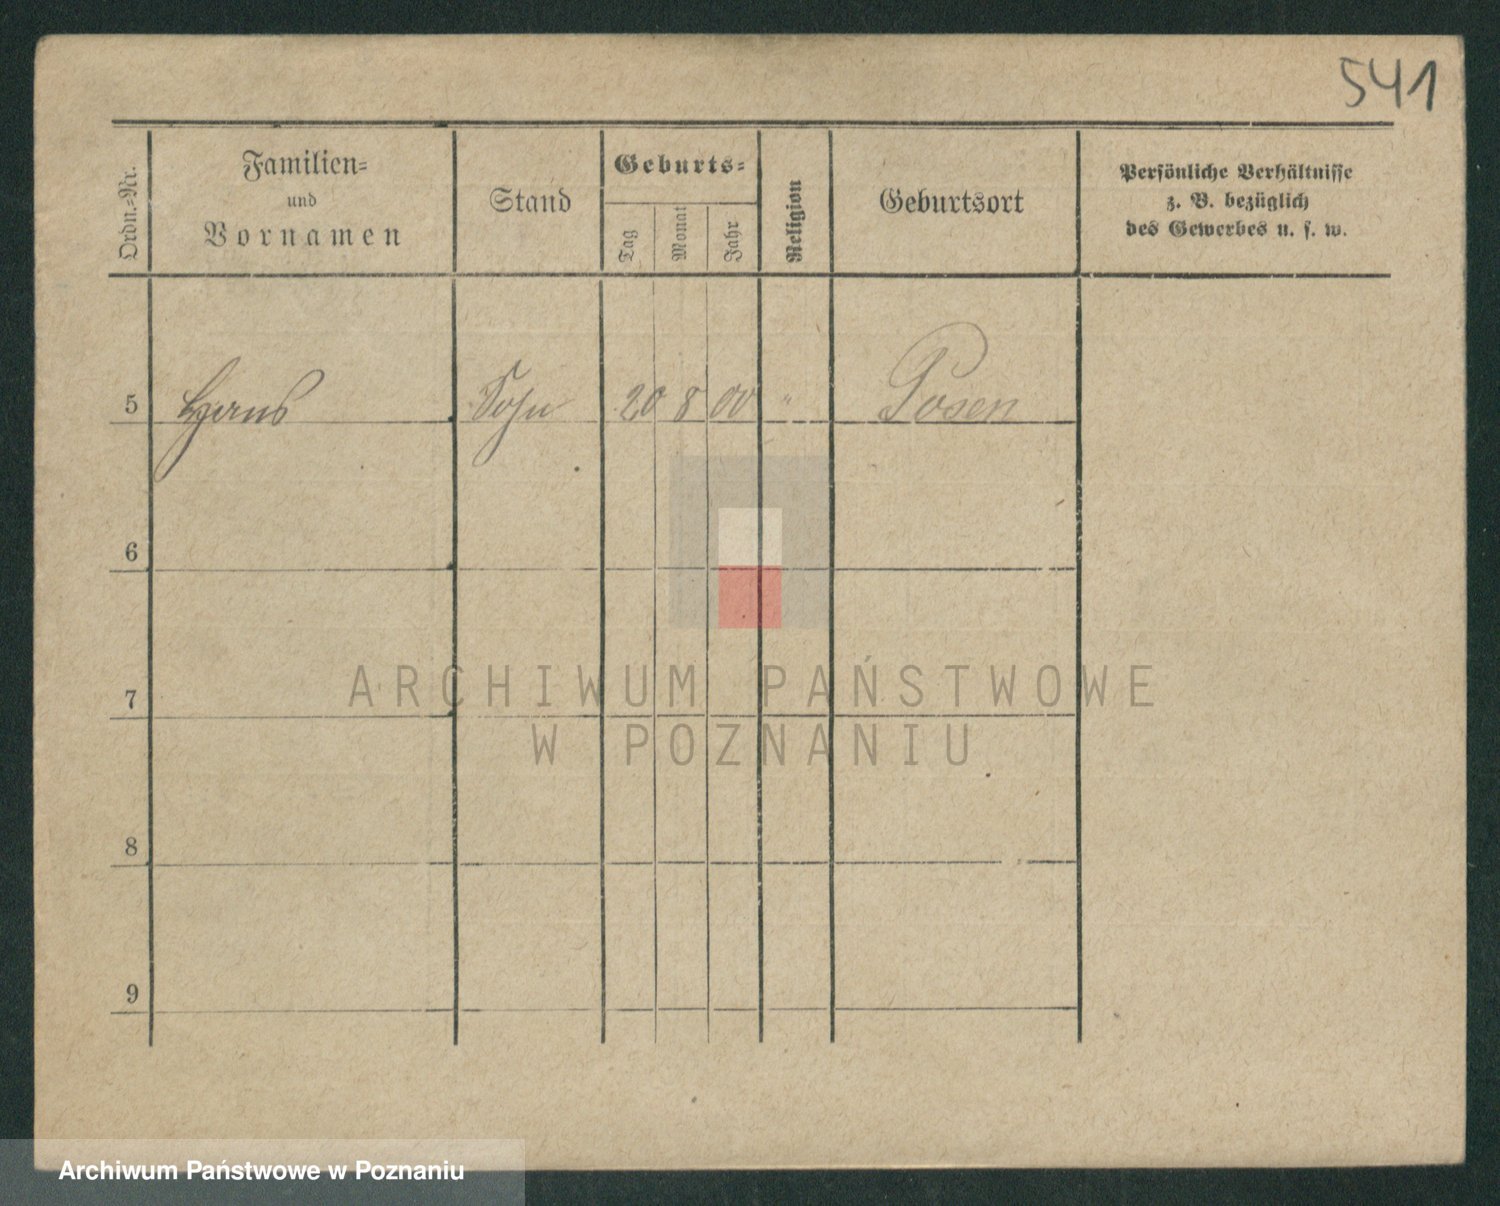 541
Ordn.-Nr.
Familien-
und
Vornamen
Stand
Geburts-
Tag
Monat
Jahr
Religion
Geburtsort
Persönliche Verhältnisse
z. B. bezüglich
des Gewerbes u. s. w.
5 Hans Sohn 20 8 00 " Posen
6
7
ARCHIWUM PAŃSTWOWE
W POZNANIU
8
9
Archiwum Państwowe w Poznaniu